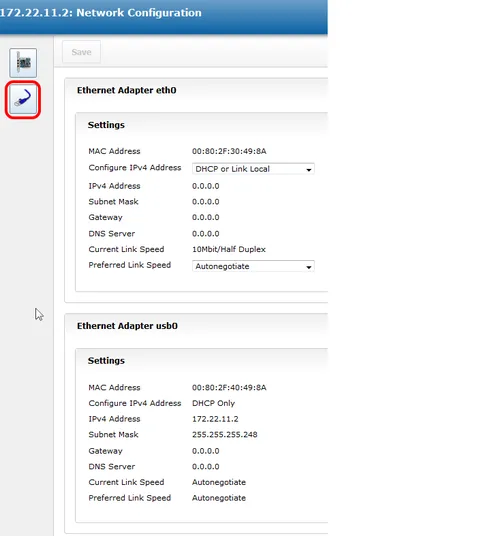 172.22.11.2: Network Configuration
Save
Ethernet Adapter eth0
Settings
MAC Address 00:80:2F:30:49:8A
Configure IPv4 Address DHCP or Link Local
IPv4 Address 0.0.0.0
Subnet Mask 0.0.0.0
Gateway 0.0.0.0
DNS Server 0.0.0.0
Current Link Speed 10Mbit/Half Duplex
Preferred Link Speed Autonegotiate
Ethernet Adapter usb0
Settings
MAC Address 00:80:2F:40:49:8A
Configure IPv4 Address DHCP Only
IPv4 Address 172.22.11.2
Subnet Mask 255.255.255.248
Gateway 0.0.0.0
DNS Server 0.0.0.0
Current Link Speed Autonegotiate
Preferred Link Speed Autonegotiate